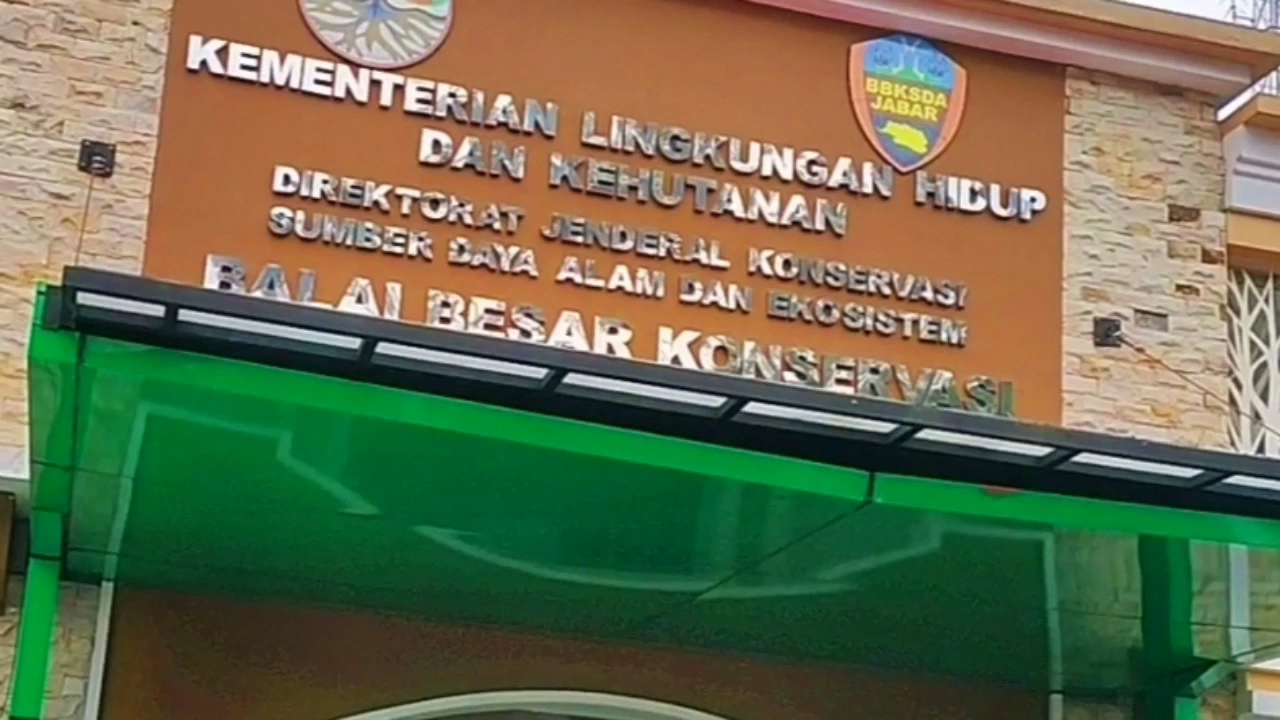 BBKSDA
JABAR
KEMENTERIAN LINGKUNGAN HIDUP
DAN KEHUTANAN
DIREKTORAT JENDERAL KONSERVASI
SUMBER DAYA ALAM DAN EKOSISTEM
BALAI BESAR KONSERVASI